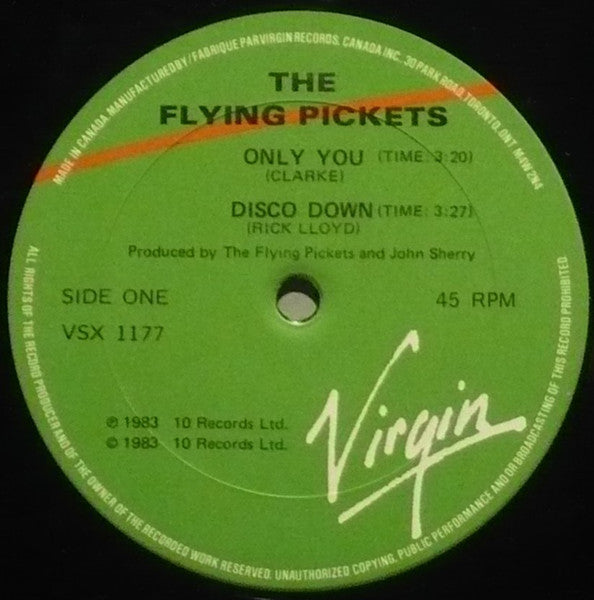 MADE IN CANADA. MANUFACTURED BY/FABRIQUE PAR VIRGIN RECORDS. CANADA INC. 30 PARK ROAD, TORONTO, ONT. M4W 2N4
THE
FLYING PICKETS
ONLY YOU (TIME: 3:20)
(CLARKE)
DISCO DOWN (TIME: 3:27)
(RICK LLOYD)
Produced by The Flying Pickets and John Sherry
SIDE ONE
45 RPM
VSX 1177
℗ 1983 10 Records Ltd.
© 1983 10 Records Ltd.
Virgin
ALL RIGHTS OF THE RECORD PRODUCER AND OF THE OWNER OF THE RECORDED WORK RESERVED. UNAUTHORIZED COPYING, PUBLIC PERFORMANCE AND OR BROADCASTING OF THIS RECORD PROHIBITED.